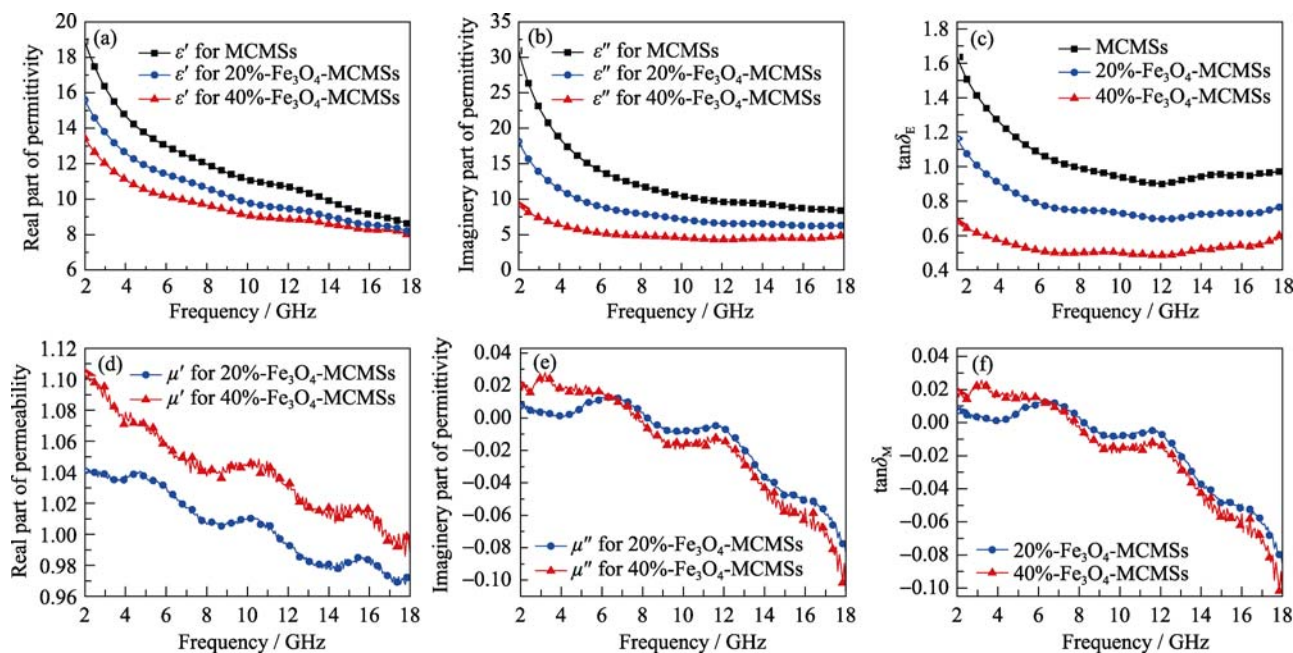 20
18
16
14
12
10
8
6
Real part of permittivity
(a)
ε′ for MCMSs
ε′ for 20%-Fe₃O₄-MCMSs
ε′ for 40%-Fe₃O₄-MCMSs
2 4 6 8 10 12 14 16 18
Frequency / GHz
35
30
25
20
15
10
5
0
Imaginery part of permittivity
(b)
ε″ for MCMSs
ε″ for 20%-Fe₃O₄-MCMSs
ε″ for 40%-Fe₃O₄-MCMSs
2 4 6 8 10 12 14 16 18
Frequency / GHz
1.8
1.6
1.4
1.2
1.0
0.8
0.6
0.4
tanδE
(c)
MCMSs
20%-Fe₃O₄-MCMSs
40%-Fe₃O₄-MCMSs
2 4 6 8 10 12 14 16 18
Frequency / GHz
1.12
1.10
1.08
1.06
1.04
1.02
1.00
0.98
0.96
Real part of permeability
(d)
μ′ for 20%-Fe₃O₄-MCMSs
μ′ for 40%-Fe₃O₄-MCMSs
2 4 6 8 10 12 14 16 18
Frequency / GHz
0.04
0.02
0.00
−0.02
−0.04
−0.06
−0.08
−0.10
Imaginery part of permittivity
(e)
μ″ for 20%-Fe₃O₄-MCMSs
μ″ for 40%-Fe₃O₄-MCMSs
2 4 6 8 10 12 14 16 18
Frequency / GHz
0.04
0.02
0.00
−0.02
−0.04
−0.06
−0.08
−0.10
tanδM
(f)
20%-Fe₃O₄-MCMSs
40%-Fe₃O₄-MCMSs
2 4 6 8 10 12 14 16 18
Frequency / GHz